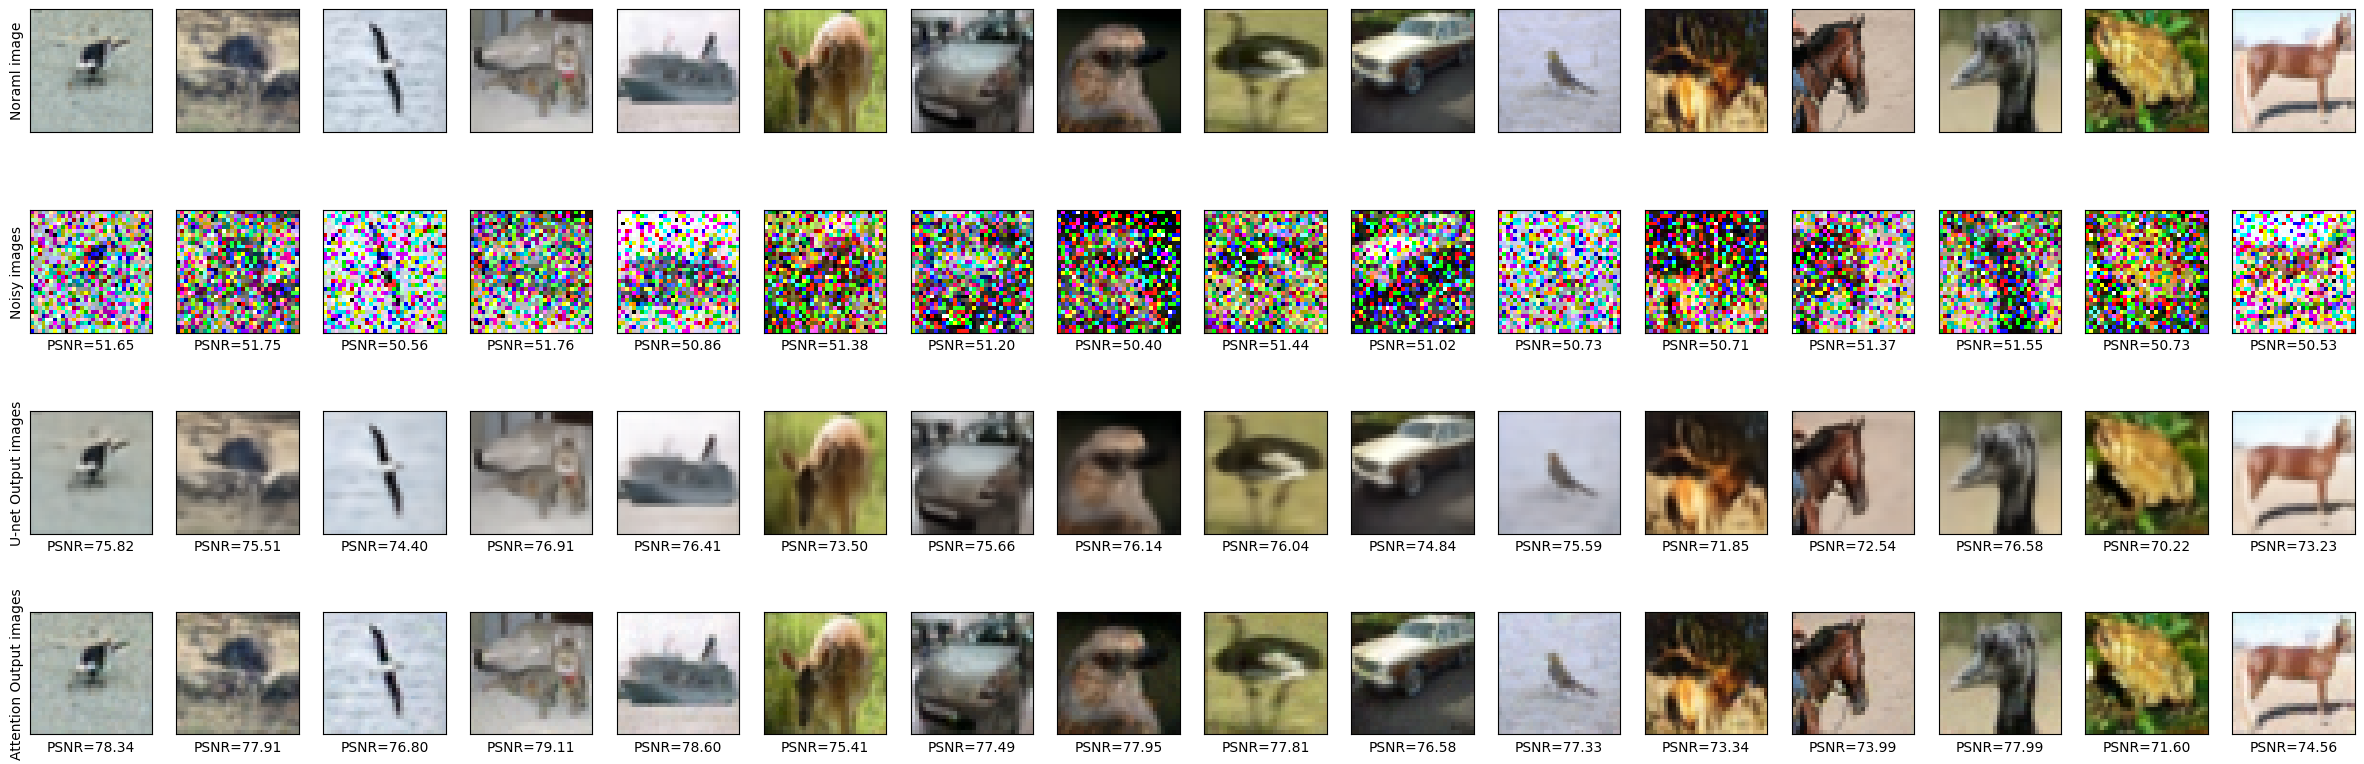 Noraml image
Noisy images
PSNR=51.65 PSNR=51.75 PSNR=50.56 PSNR=51.76 PSNR=50.86 PSNR=51.38 PSNR=51.20 PSNR=50.40 PSNR=51.44 PSNR=51.02 PSNR=50.73 PSNR=50.71 PSNR=51.37 PSNR=51.55 PSNR=50.73 PSNR=50.53
U-net Output images
PSNR=75.82 PSNR=75.51 PSNR=74.40 PSNR=76.91 PSNR=76.41 PSNR=73.50 PSNR=75.66 PSNR=76.14 PSNR=76.04 PSNR=74.84 PSNR=75.59 PSNR=71.85 PSNR=72.54 PSNR=76.58 PSNR=70.22 PSNR=73.23
Attention Output images
PSNR=78.34 PSNR=77.91 PSNR=76.80 PSNR=79.11 PSNR=78.60 PSNR=75.41 PSNR=77.49 PSNR=77.95 PSNR=77.81 PSNR=76.58 PSNR=77.33 PSNR=73.34 PSNR=73.99 PSNR=77.99 PSNR=71.60 PSNR=74.56